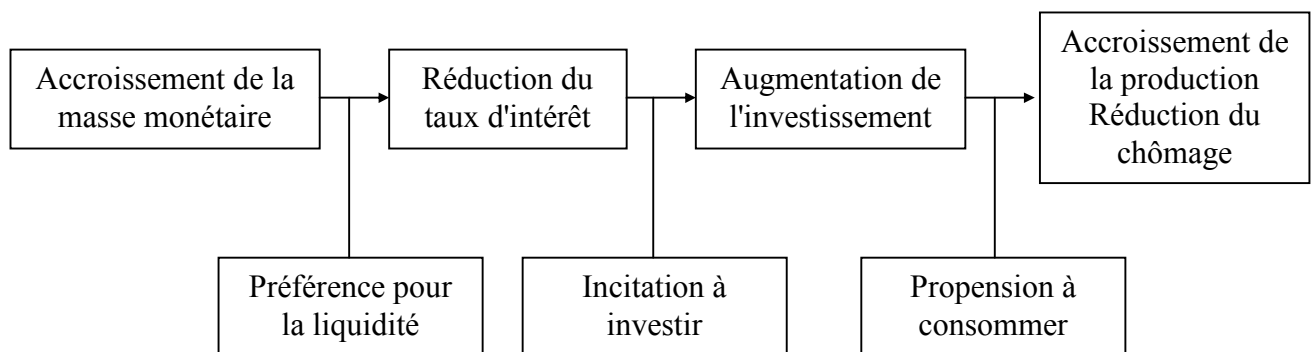 Accroissement de la
masse monétaire
Réduction du
taux d'intérêt
Augmentation de
l'investissement
Accroissement de
la production
Réduction du
chômage
Préférence pour
la liquidité
Incitation à
investir
Propension à
consommer